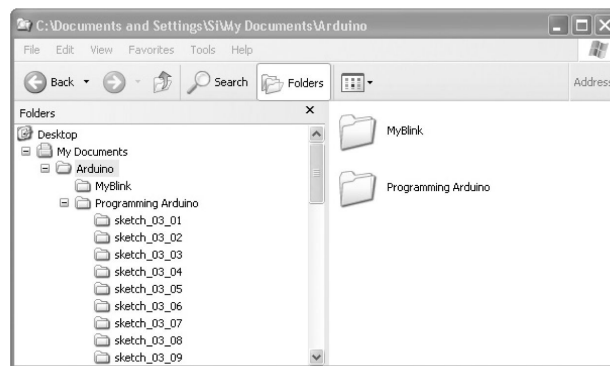 C:\Documents and Settings\Si\My Documents\Arduino
File Edit View Favorites Tools Help
Back Search Folders Address
Folders
Desktop
My Documents
Arduino
MyBlink
Programming Arduino
sketch_03_01
sketch_03_02
sketch_03_03
sketch_03_04
sketch_03_05
sketch_03_06
sketch_03_07
sketch_03_08
sketch_03_09
MyBlink
Programming Arduino